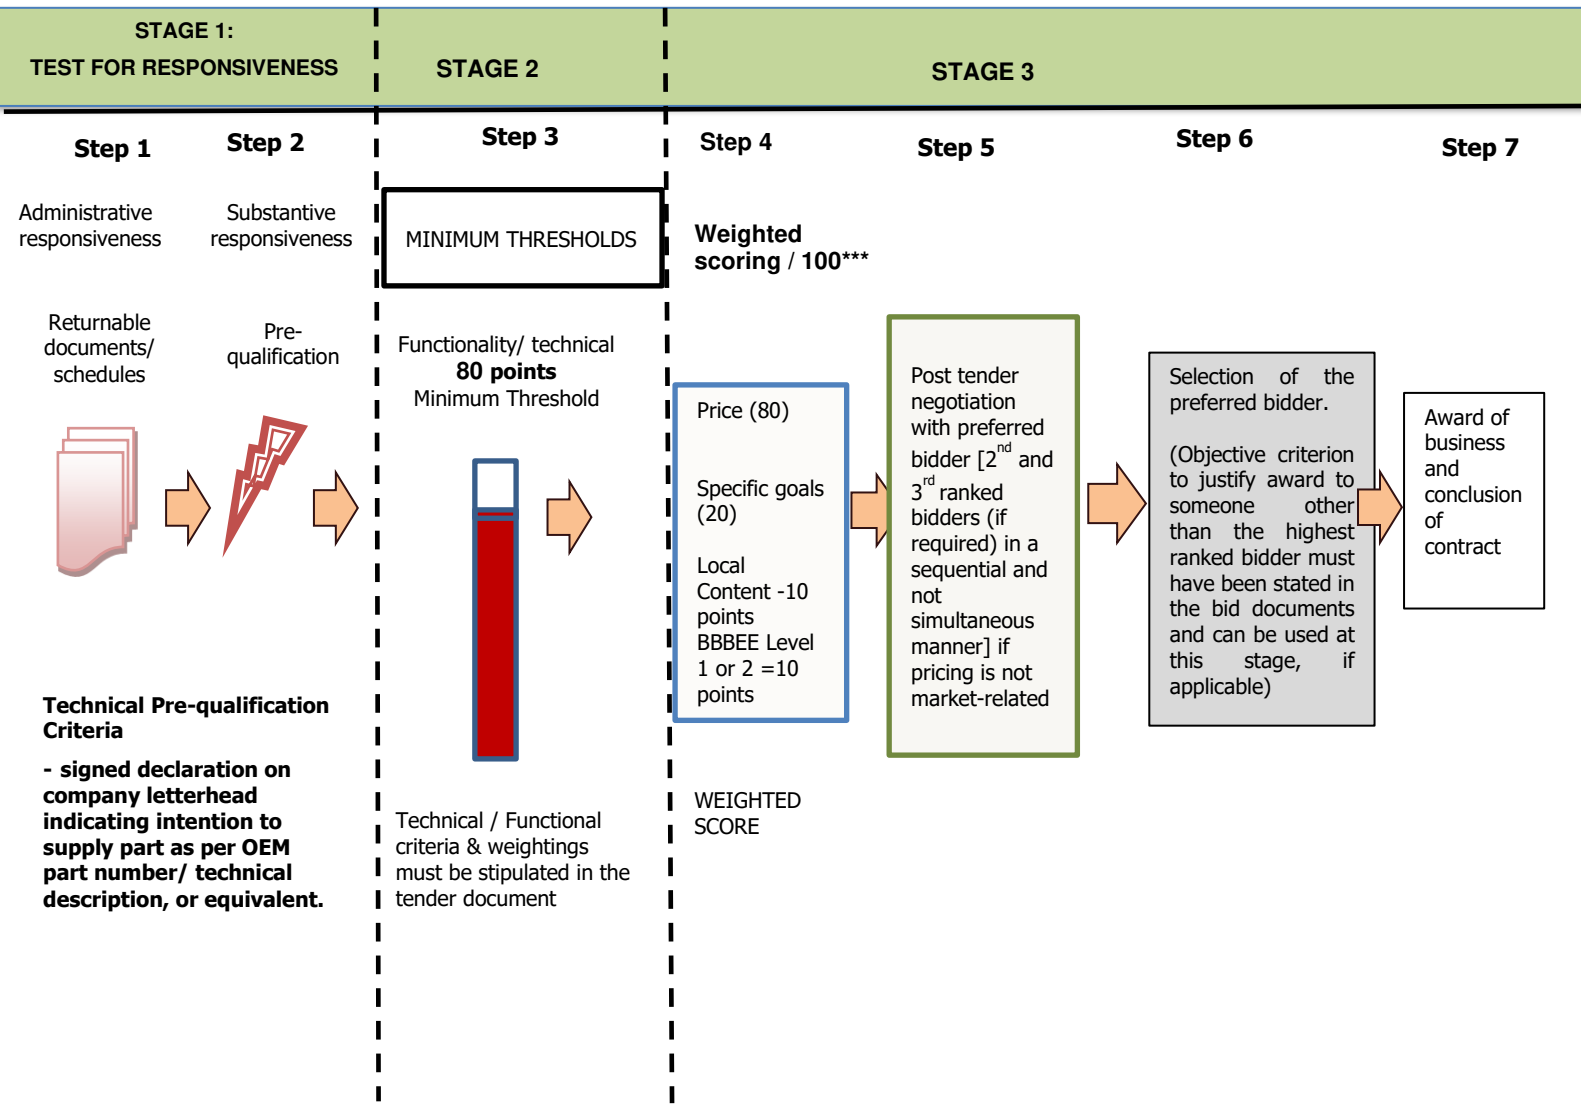 STAGE 1:
TEST FOR RESPONSIVENESS
STAGE 2
STAGE 3
Step 1
Step 2
Step 3
Step 4
Step 5
Step 6
Step 7
Administrative
responsiveness
Substantive
responsiveness
MINIMUM THRESHOLDS
Weighted
scoring / 100***
Returnable
documents/
schedules
Pre-
qualification
Functionality/ technical
80 points
Minimum Threshold
Price (80)
Specific goals
(20)
Local
Content -10
points
BBBEE Level
1 or 2 =10
points
Post tender
negotiation
with preferred
bidder [2nd and
3rd ranked
bidders (if
required) in a
sequential and
not
simultaneous
manner] if
pricing is not
market-related
Selection of the
preferred bidder.
(Objective criterion
to justify award to
someone other
than the highest
ranked bidder must
have been stated in
the bid documents
and can be used at
this stage, if
applicable)
Award of
business
and
conclusion
of
contract
Technical Pre-qualification
Criteria
- signed declaration on
company letterhead
indicating intention to
supply part as per OEM
part number/ technical
description, or equivalent.
Technical / Functional
criteria & weightings
must be stipulated in the
tender document
WEIGHTED
SCORE